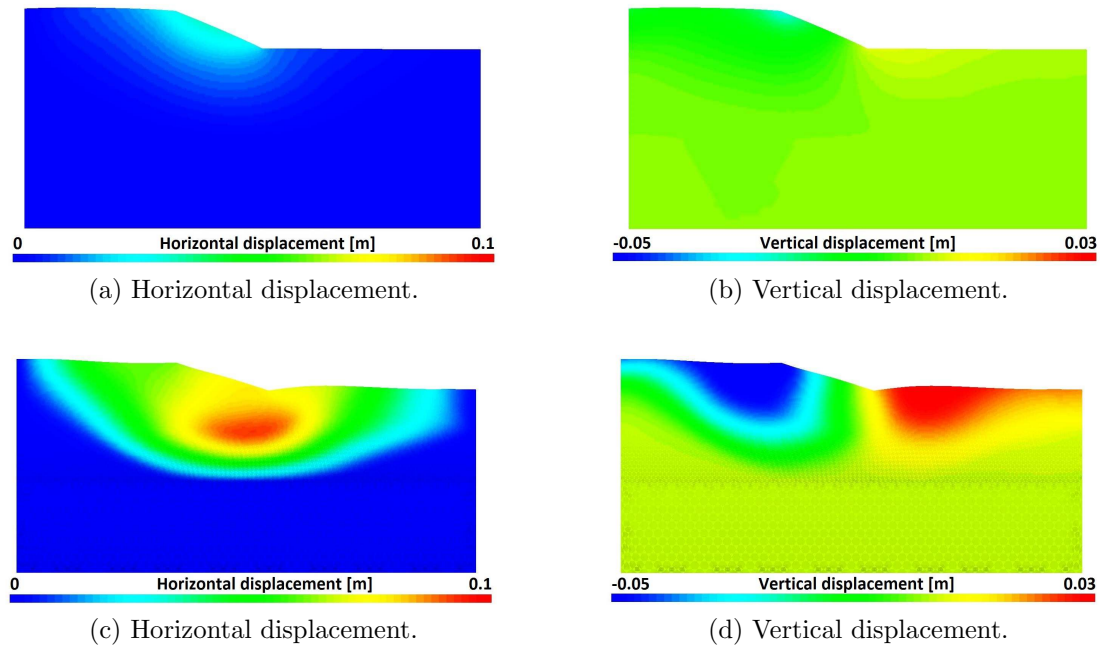 0 Horizontal displacement [m] 0.1
-0.05 Vertical displacement [m] 0.03
(a) Horizontal displacement.
(b) Vertical displacement.
0 Horizontal displacement [m] 0.1
-0.05 Vertical displacement [m] 0.03
(c) Horizontal displacement.
(d) Vertical displacement.